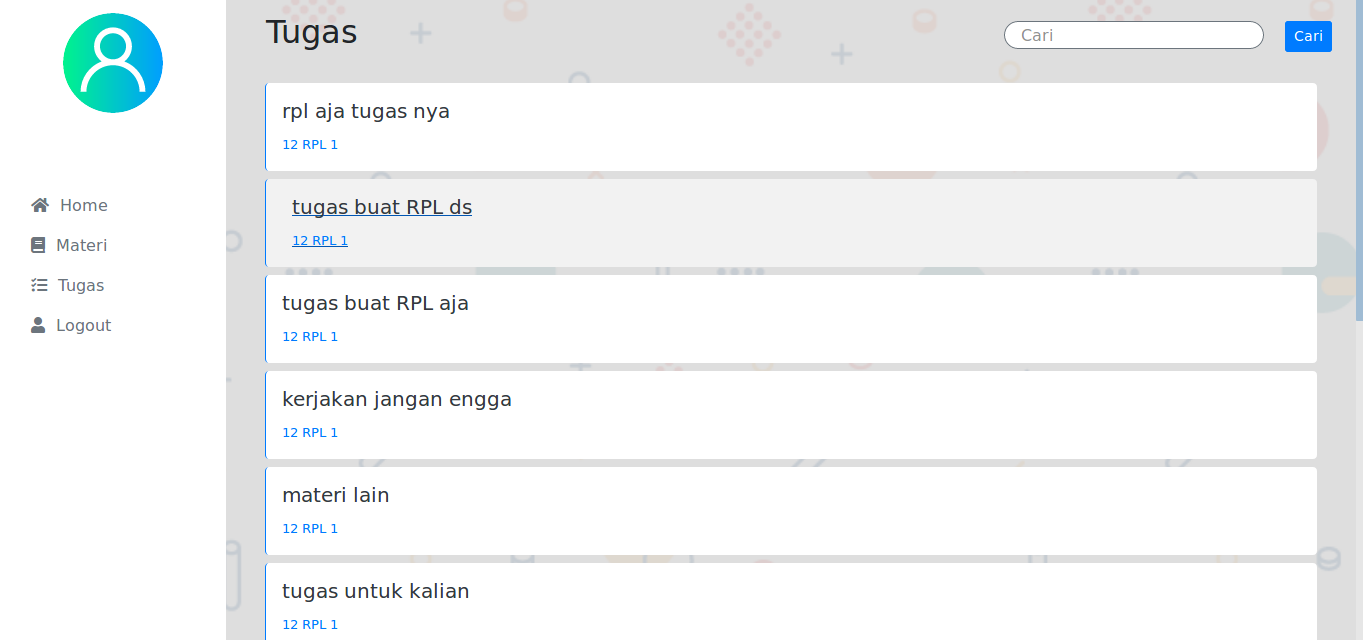 Tugas
Cari
Cari
Home
Materi
Tugas
Logout
rpl aja tugas nya
12 RPL 1
tugas buat RPL ds
12 RPL 1
tugas buat RPL aja
12 RPL 1
kerjakan jangan engga
12 RPL 1
materi lain
12 RPL 1
tugas untuk kalian
12 RPL 1